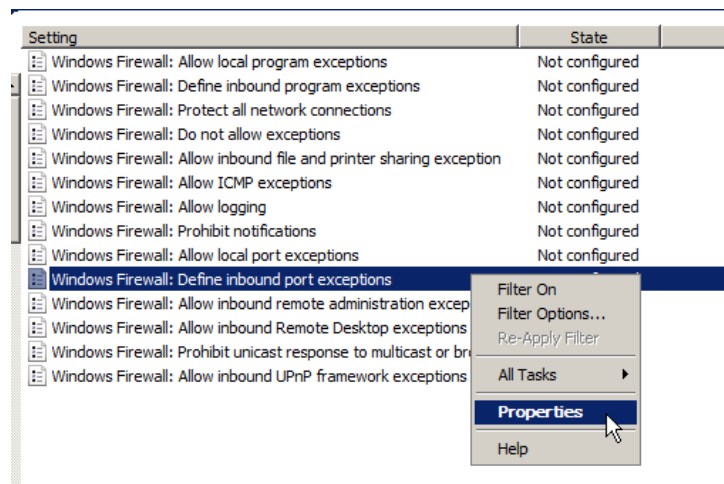 Setting State
Windows Firewall: Allow local program exceptions Not configured
Windows Firewall: Define inbound program exceptions Not configured
Windows Firewall: Protect all network connections Not configured
Windows Firewall: Do not allow exceptions Not configured
Windows Firewall: Allow inbound file and printer sharing exception Not configured
Windows Firewall: Allow ICMP exceptions Not configured
Windows Firewall: Allow logging Not configured
Windows Firewall: Prohibit notifications Not configured
Windows Firewall: Allow local port exceptions Not configured
Windows Firewall: Define inbound port exceptions
Windows Firewall: Allow inbound remote administration excep
Windows Firewall: Allow inbound Remote Desktop exceptions
Windows Firewall: Prohibit unicast response to multicast or bro
Windows Firewall: Allow inbound UPnP framework exceptions
Filter On
Filter Options...
Re-Apply Filter
All Tasks
Properties
Help